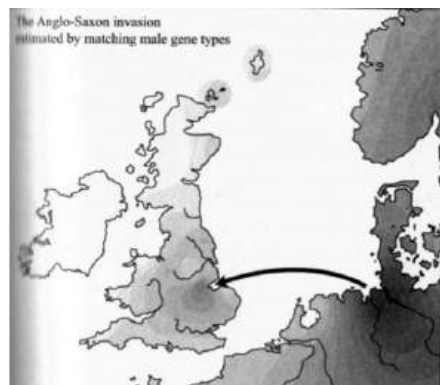 The Anglo-Saxon invasion
estimated by matching male gene types